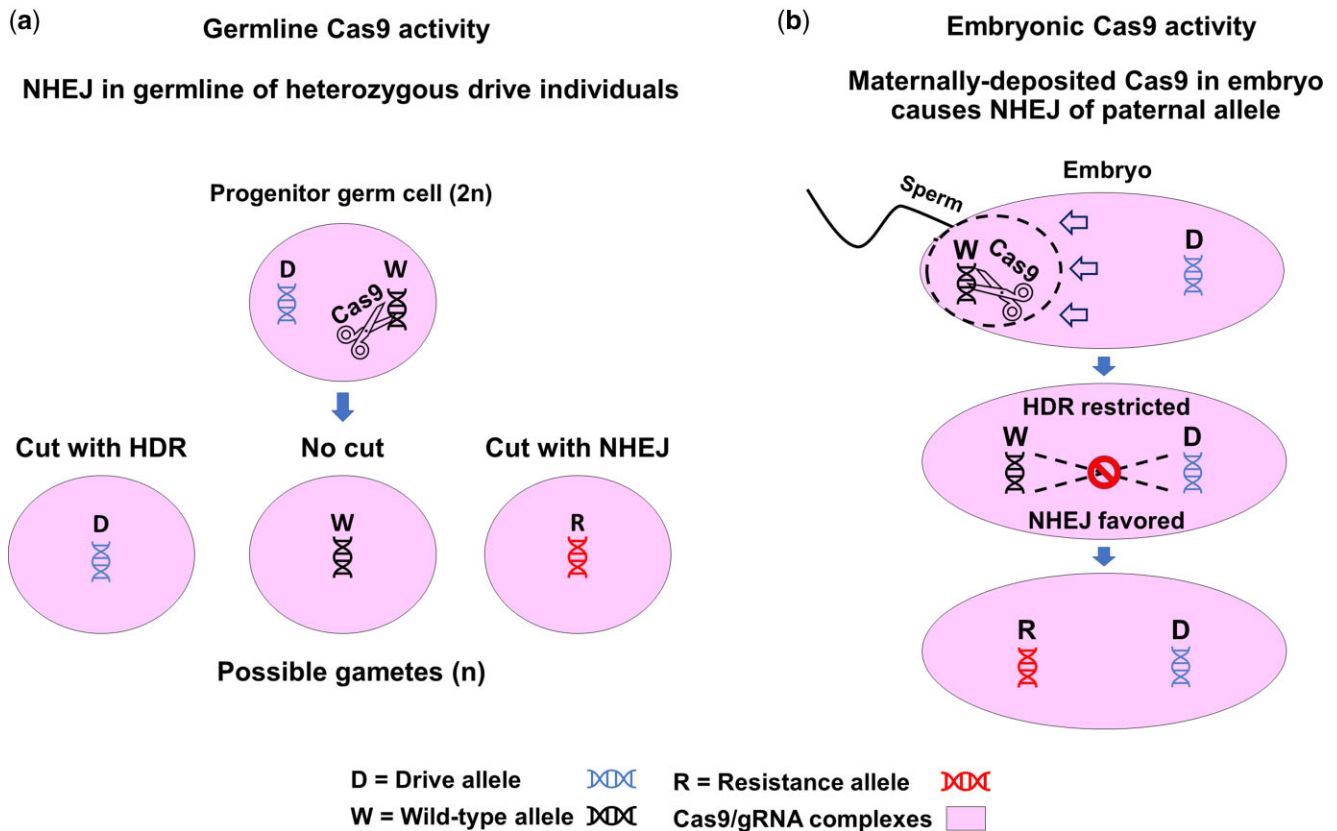 (a)
Germline Cas9 activity
NHEJ in germline of heterozygous drive individuals
Progenitor germ cell (2n)
D
W
Cas9
Cut with HDR
No cut
Cut with NHEJ
D
W
R
Possible gametes (n)
(b)
Embryonic Cas9 activity
Maternally-deposited Cas9 in embryo
causes NHEJ of paternal allele
Embryo
Sperm
W
Cas9
D
HDR restricted
W
D
NHEJ favored
R
D
D = Drive allele
R = Resistance allele
W = Wild-type allele
Cas9/gRNA complexes